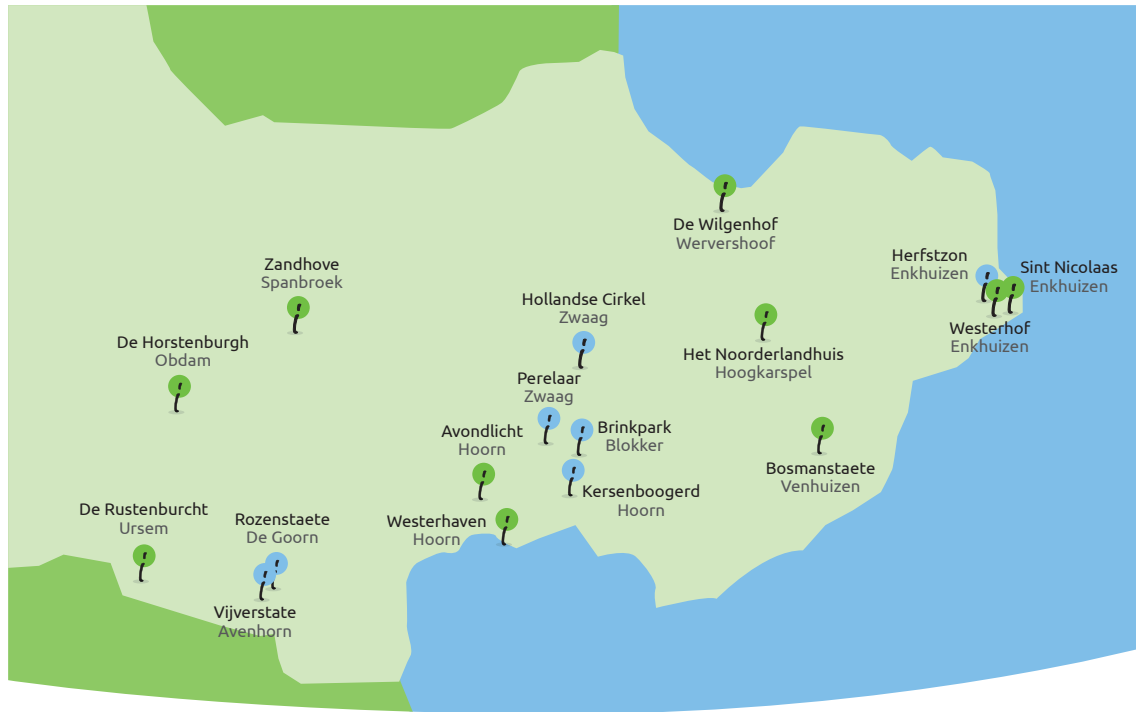 De Wilgenhof
Wervershoof
Herfstzon
Enkhuizen
Sint Nicolaas
Enkhuizen
Zandhove
Spanbroek
Hollandse Cirkel
Zwaag
Westerhof
Enkhuizen
De Horstenburgh
Obdam
Het Noorderlandhuis
Hoogkarspel
Perelaar
Zwaag
Avondlicht
Hoorn
Brinkpark
Blokker
Bosmanstaete
Venhuizen
Kersenboogerd
Hoorn
De Rustenburcht
Ursem
Rozenstaete
De Goorn
Westerhaven
Hoorn
Vijverstate
Avenhorn